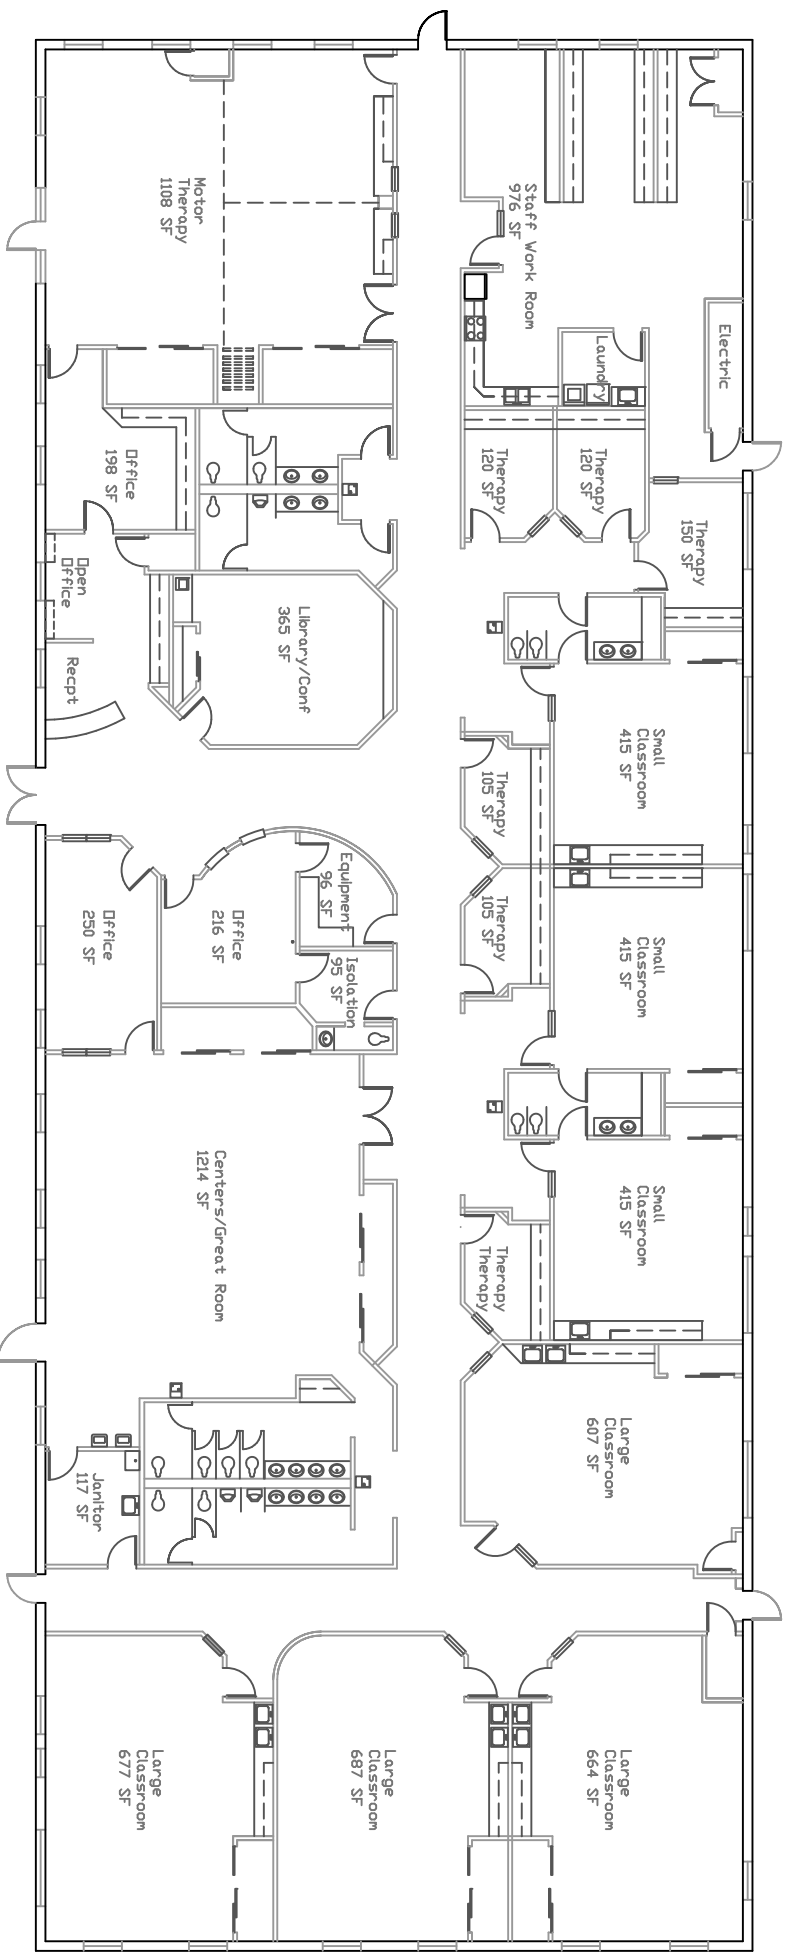 Motor
Therapy
1108 SF
Staff Work Room
976 SF
Electric
Laundry
Office
198 SF
Therapy
120 SF
Therapy
120 SF
Therapy
150 SF
Open
Office
Library/Conf
365 SF
Recpt
Small
Classroom
415 SF
Therapy
105 SF
Equipment
96 SF
Office
216 SF
Office
250 SF
Therapy
105 SF
Small
Classroom
415 SF
Isolation
95 SF
Centers/Great Room
1214 SF
Small
Classroom
415 SF
Therapy
Therapy
Large
Classroom
607 SF
Janitor
117 SF
Large
Classroom
677 SF
Large
Classroom
687 SF
Large
Classroom
664 SF